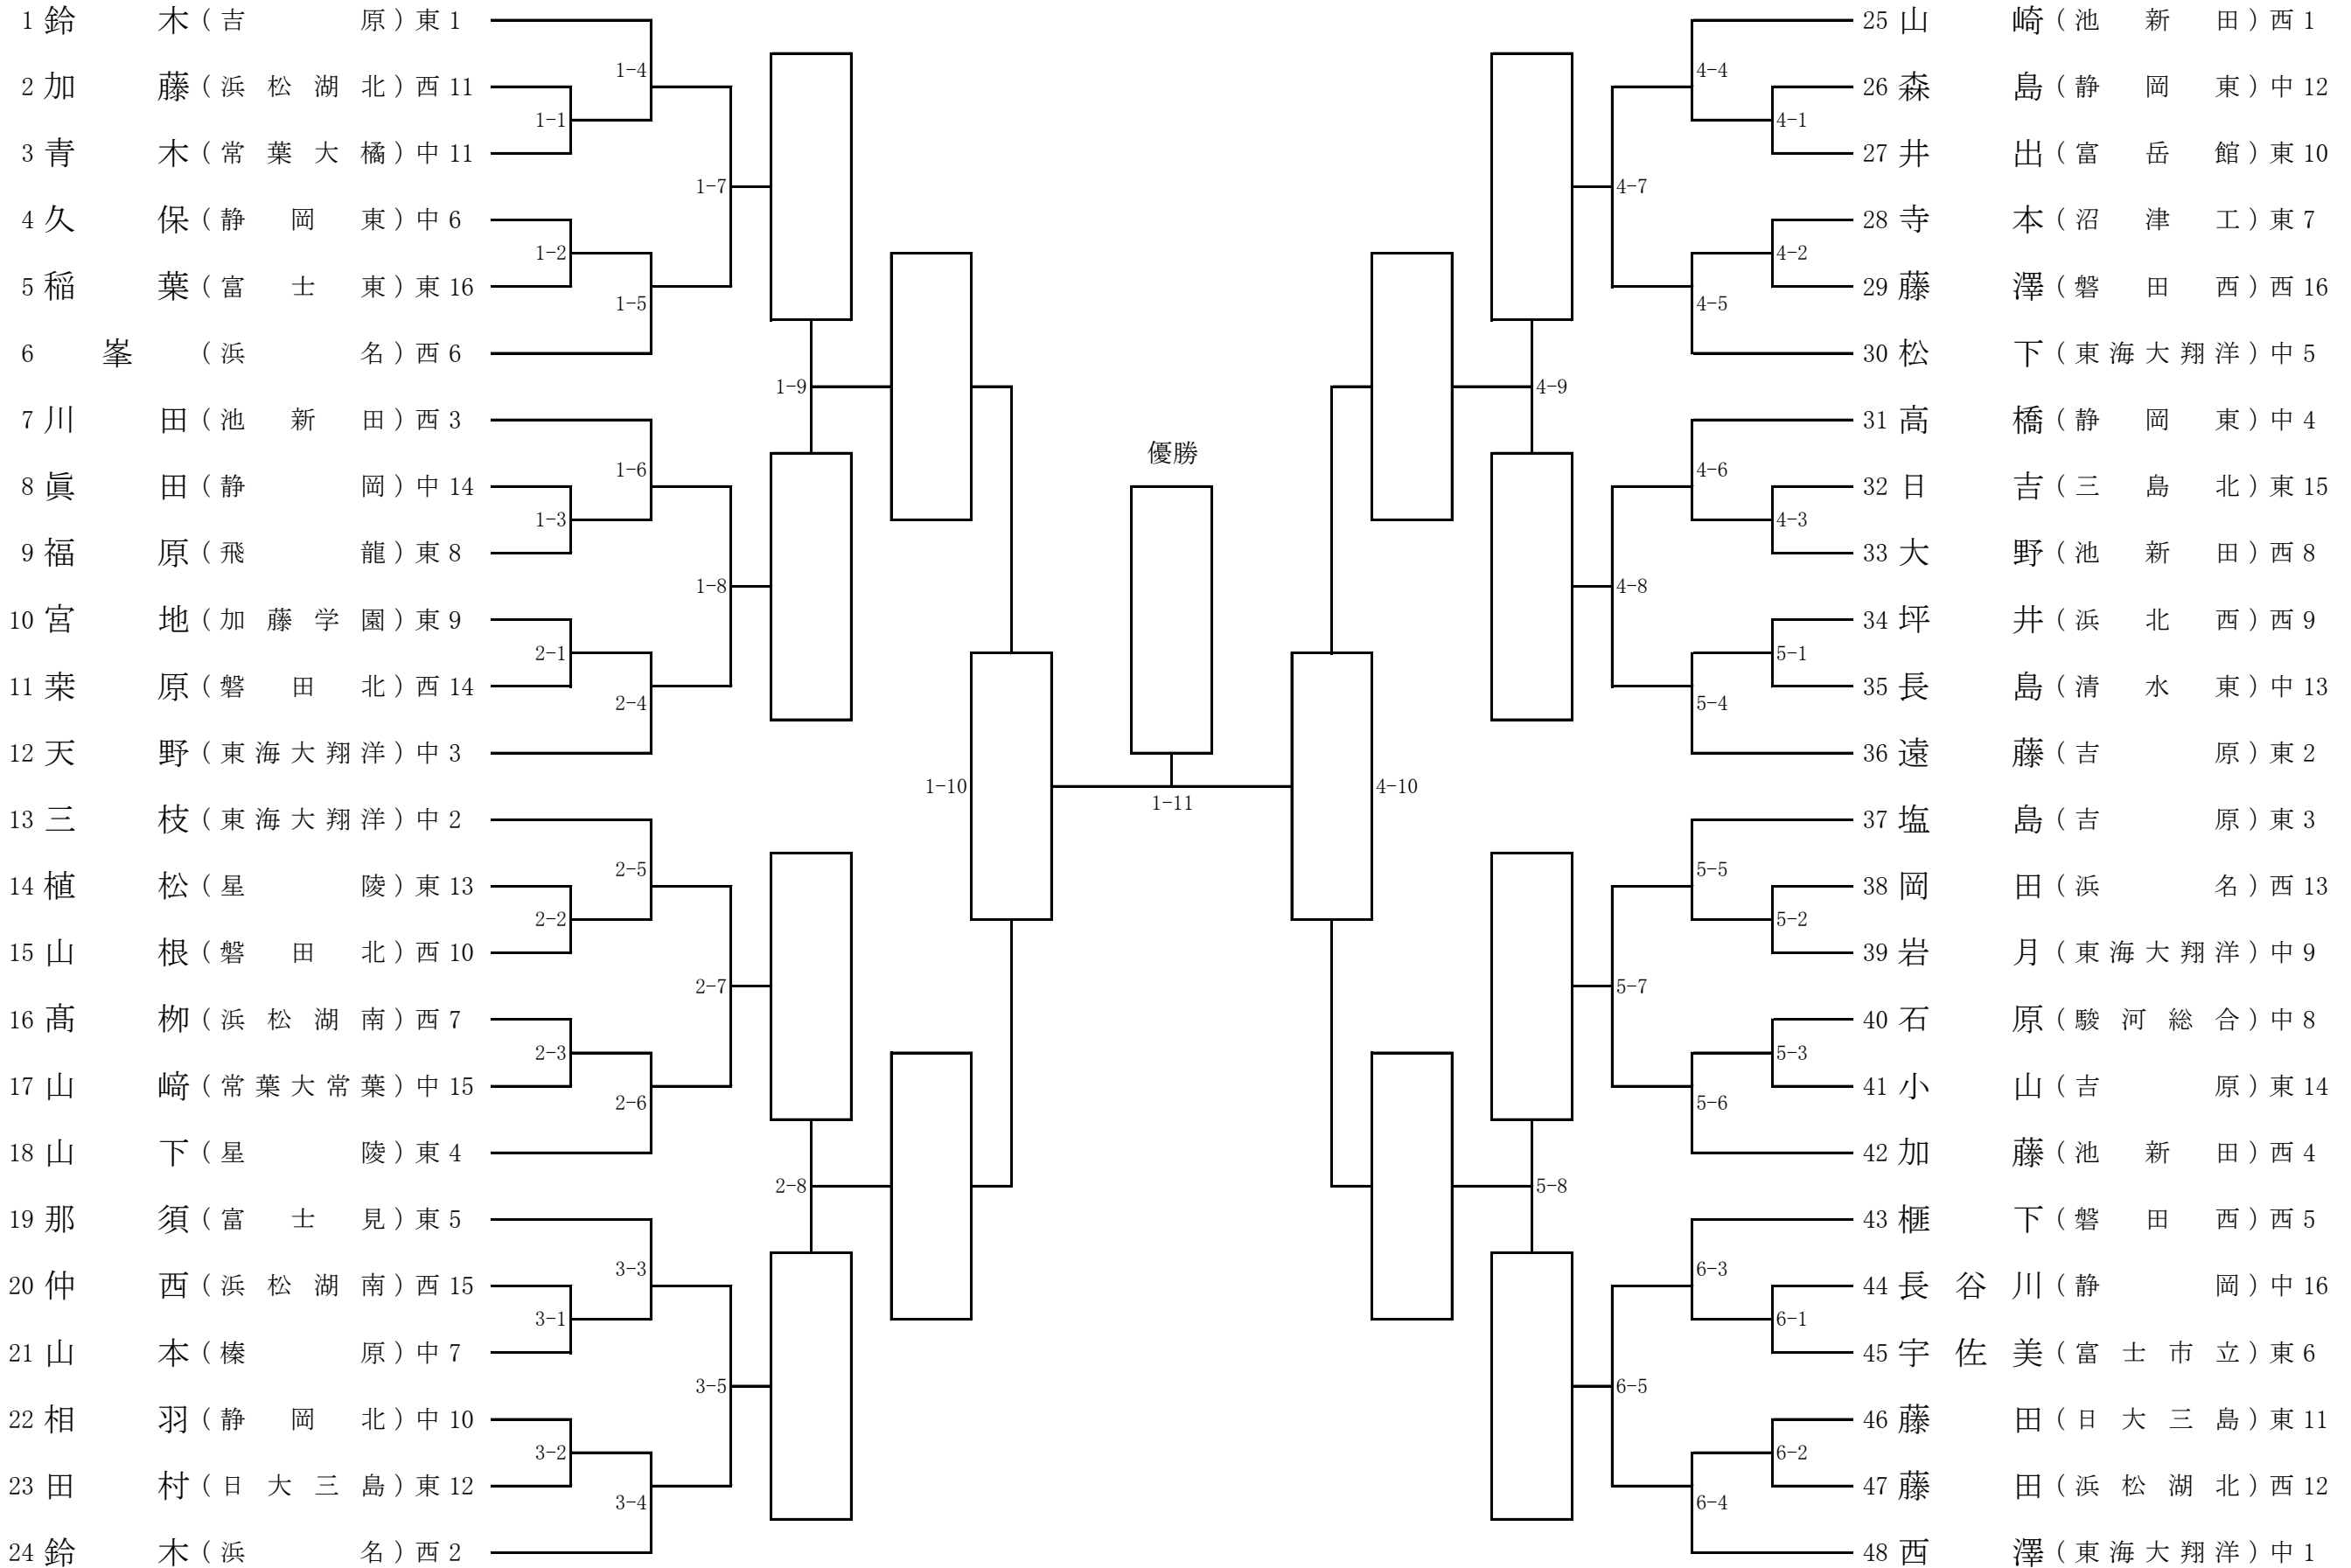 1 鈴木（吉原）東 1
1-4
2 加藤（浜松湖北）西 11
1-1
3 青木（常葉大橘）中 11
1-7
4 久保（静岡東）中 6
1-2
5 稲葉（富士東）東 16
1-5
6 峯（浜名）西 6
1-9
7 川田（池新田）西 3
1-6
8 眞田（静岡）中 14
1-3
9 福原（飛龍）東 8
1-8
10 宮地（加藤学園）東 9
2-1
11 桒原（磐田北）西 14
2-4
12 天野（東海大翔洋）中 3
1-10
13 三枝（東海大翔洋）中 2
2-5
14 植松（星陵）東 13
2-2
15 山根（磐田北）西 10
2-7
16 髙栁（浜松湖南）西 7
2-3
17 山﨑（常葉大常葉）中 15
2-6
18 山下（星陵）東 4
2-8
19 那須（富士見）東 5
3-3
20 仲西（浜松湖南）西 15
3-1
21 山本（榛原）中 7
3-5
22 相羽（静岡北）中 10
3-2
23 田村（日大三島）東 12
3-4
24 鈴木（浜名）西 2
優勝
1-11
25 山崎（池新田）西 1
4-4
26 森島（静岡東）中 12
4-1
27 井出（富岳館）東 10
4-7
28 寺本（沼津工）東 7
4-2
29 藤澤（磐田西）西 16
4-5
30 松下（東海大翔洋）中 5
4-9
31 高橋（静岡東）中 4
4-6
32 日吉（三島北）東 15
4-3
33 大野（池新田）西 8
4-8
34 坪井（浜北西）西 9
5-1
35 長島（清水東）中 13
5-4
36 遠藤（吉原）東 2
4-10
37 塩島（吉原）東 3
5-5
38 岡田（浜名）西 13
5-2
39 岩月（東海大翔洋）中 9
5-7
40 石原（駿河総合）中 8
5-3
41 小山（吉原）東 14
5-6
42 加藤（池新田）西 4
5-8
43 榧下（磐田西）西 5
6-3
44 長谷川（静岡）中 16
6-1
45 宇佐美（富士市立）東 6
6-5
46 藤田（日大三島）東 11
6-2
47 藤田（浜松湖北）西 12
6-4
48 西澤（東海大翔洋）中 1